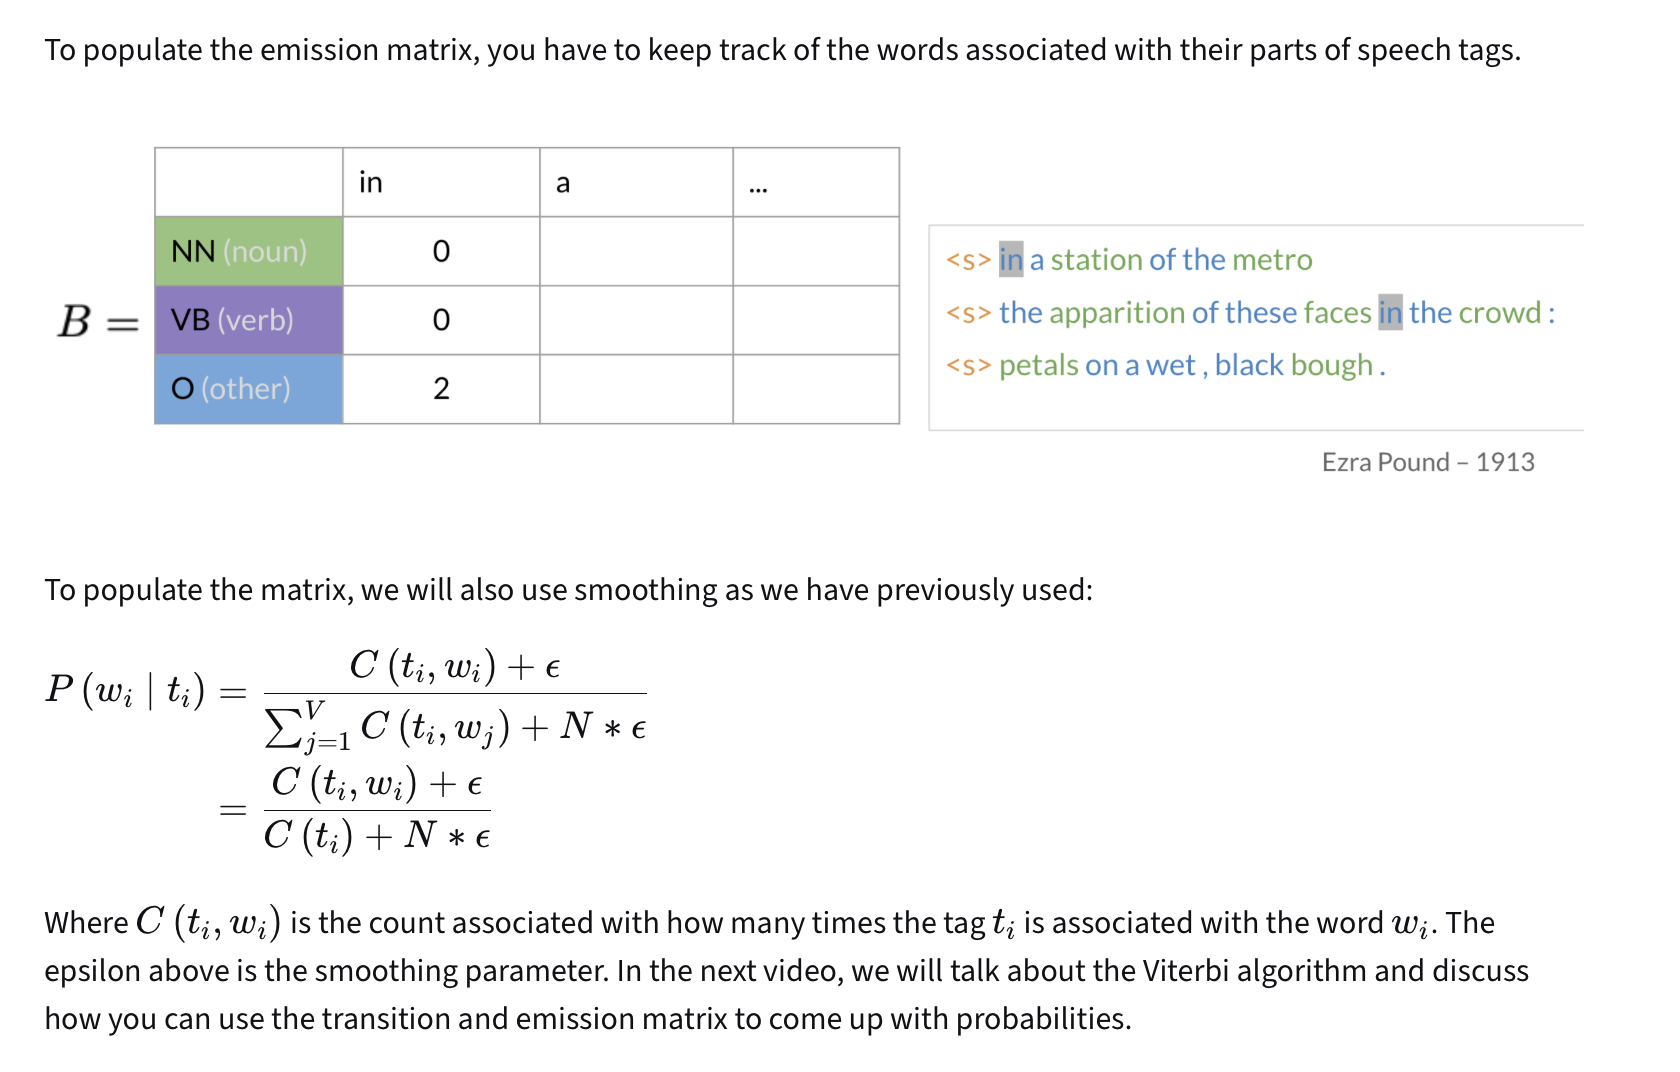 To populate the emission matrix, you have to keep track of the words associated with their parts of speech tags.
in a ...
NN (noun) 0
B = VB (verb) 0
O (other) 2
<s> in a station of the metro
<s> the apparition of these faces in the crowd :
<s> petals on a wet , black bough .
Ezra Pound – 1913
To populate the matrix, we will also use smoothing as we have previously used:
P (w_i | t_i) = \frac{C (t_i, w_i) + ϵ}{\sum_{j=1}^{V} C (t_i, w_j) + N * ϵ}
= \frac{C (t_i, w_i) + ϵ}{C (t_i) + N * ϵ}
Where C (t_i, w_i) is the count associated with how many times the tag t_i is associated with the word w_i. The
epsilon above is the smoothing parameter. In the next video, we will talk about the Viterbi algorithm and discuss
how you can use the transition and emission matrix to come up with probabilities.